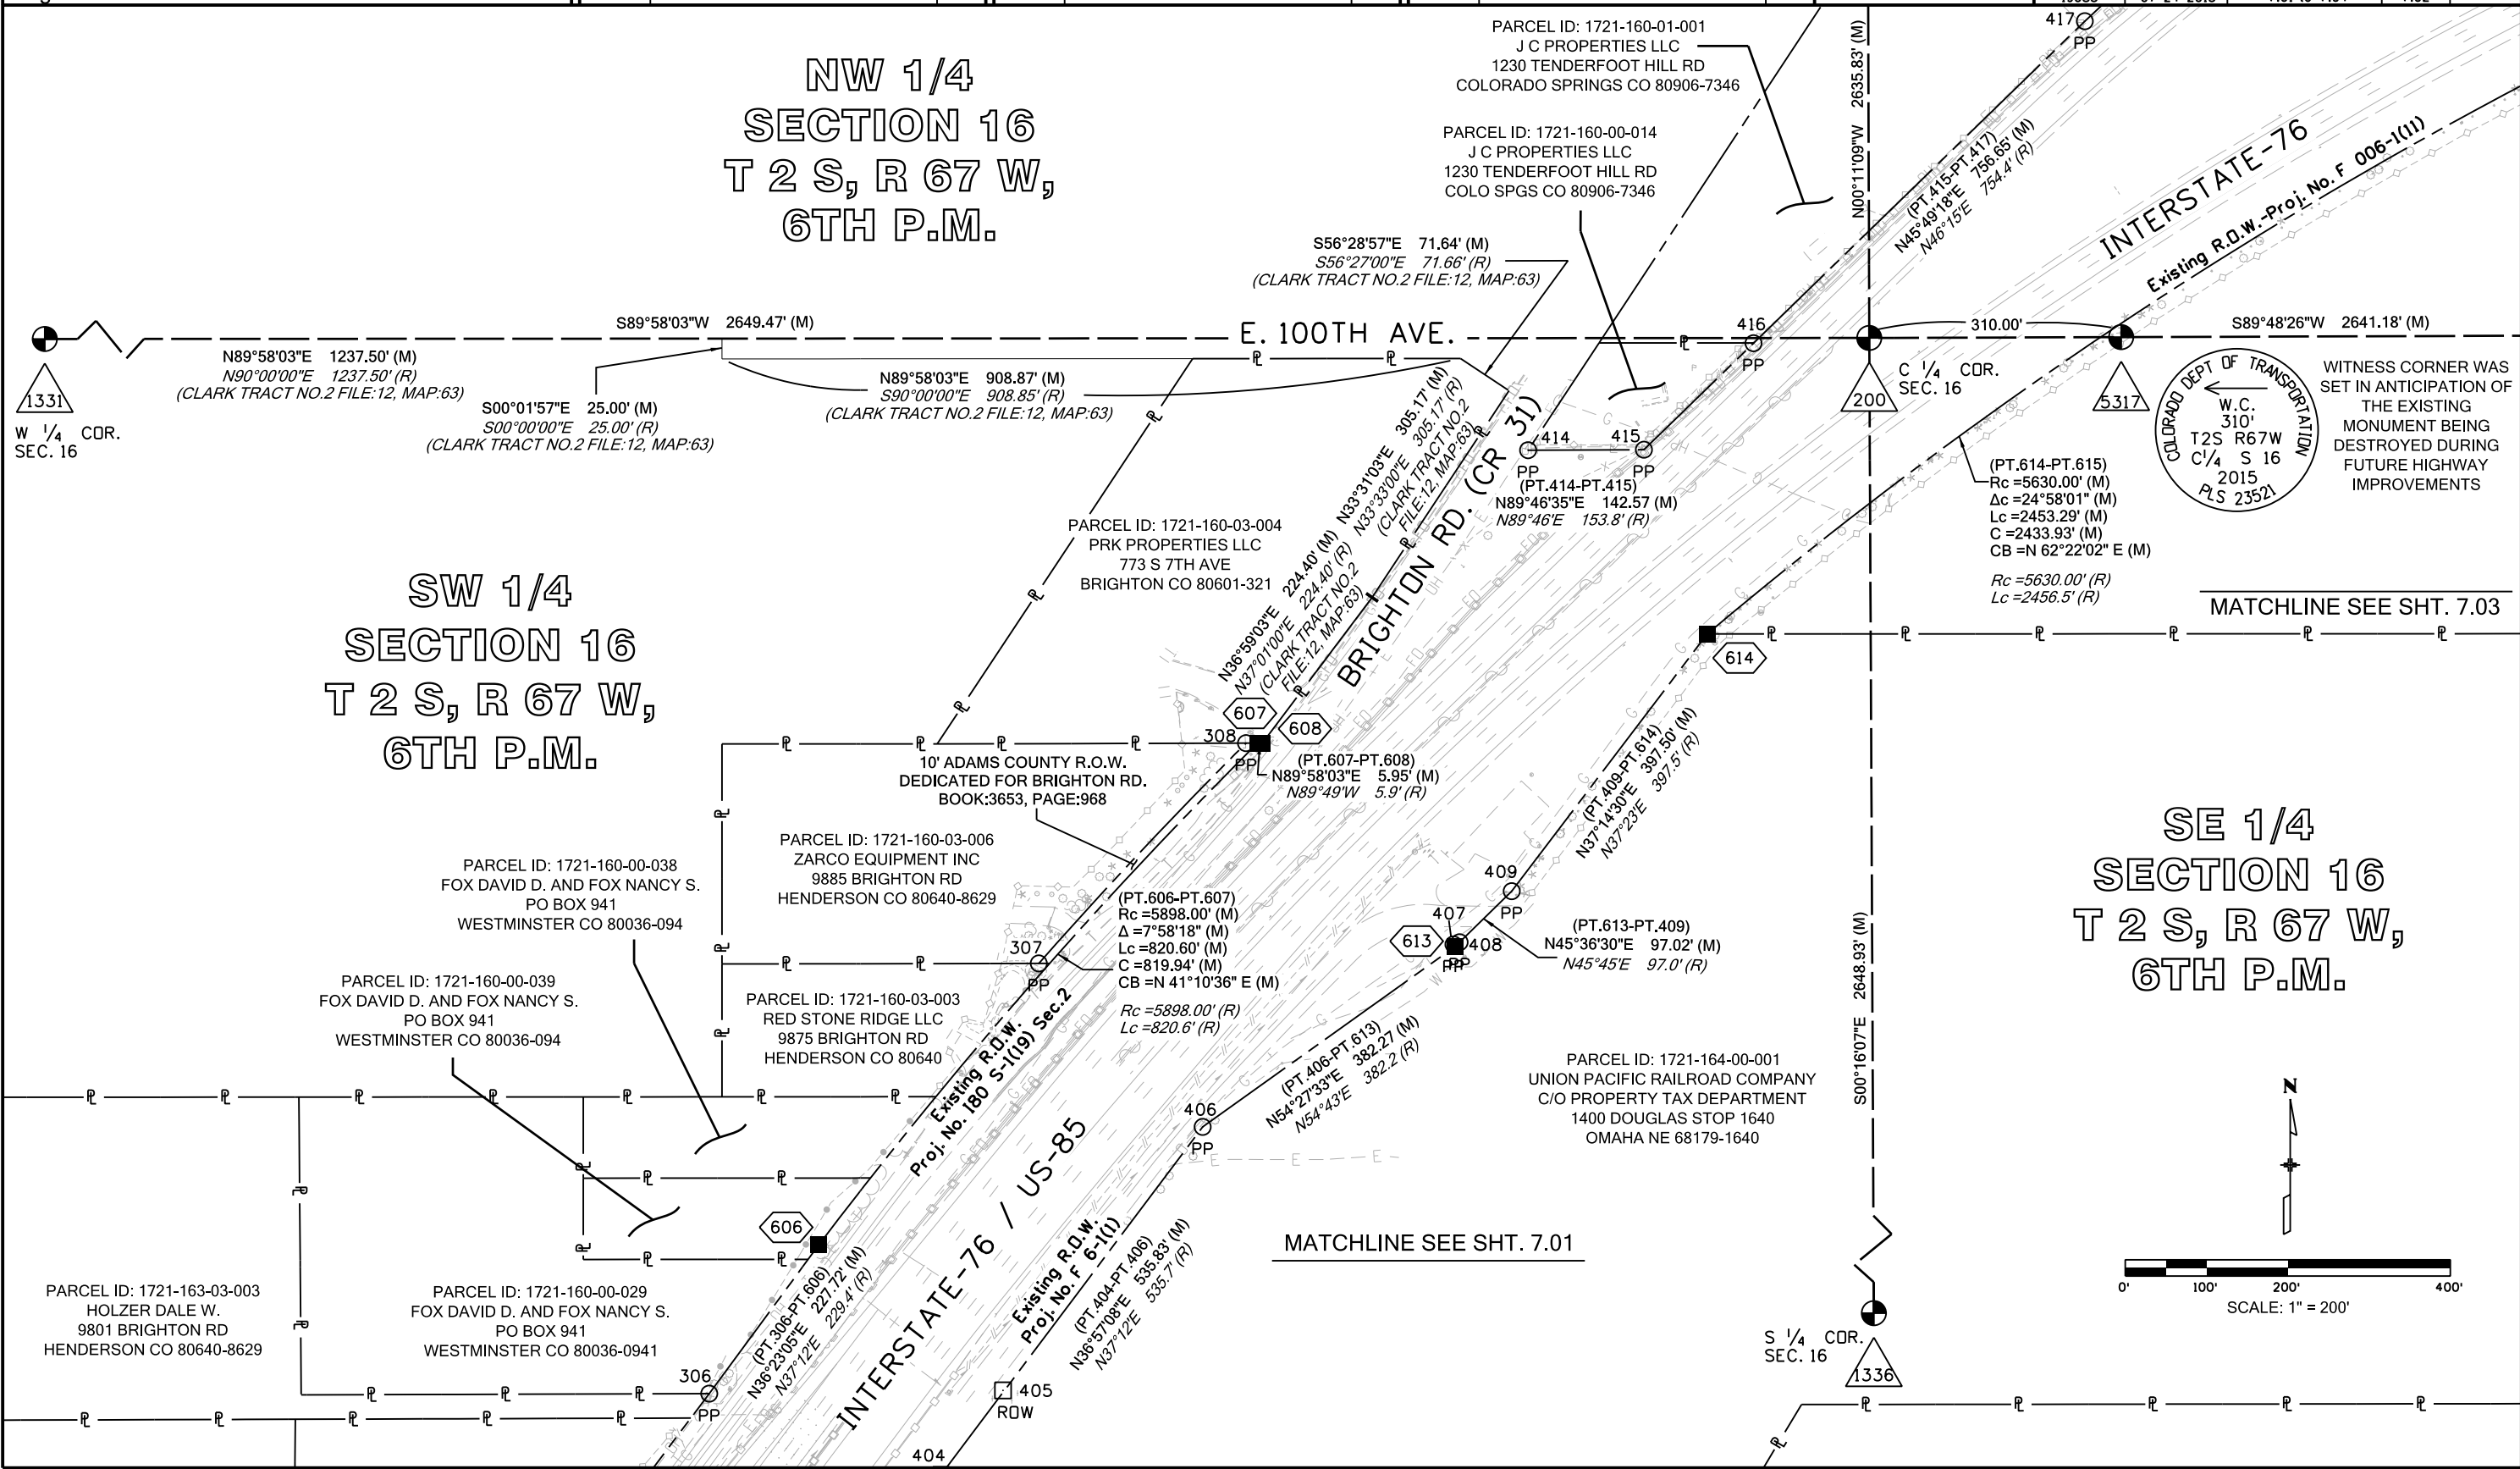 NW 1/4
SECTION 16
T 2 S, R 67 W,
6TH P.M.
PARCEL ID: 1721-160-01-001
J C PROPERTIES LLC
1230 TENDERFOOT HILL RD
COLORADO SPRINGS CO 80906-7346
PARCEL ID: 1721-160-00-014
J C PROPERTIES LLC
1230 TENDERFOOT HILL RD
COLO SPGS CO 80906-7346
N00°11'09"W 2635.83' (M)
417
PP
(PT.415-PT.417)
N45°49'18"E 756.65' (M)
N46°15'E 754.4' (R)
INTERSTATE-76
Existing R.O.W.-Proj. No. F 006-1(11)
S56°28'57"E 71.64' (M)
S56°27'00"E 71.66' (R)
(CLARK TRACT NO.2 FILE:12, MAP:63)
S89°58'03"W 2649.47' (M)
E. 100TH AVE.
416
PP
310.00'
S89°48'26"W 2641.18' (M)
1331
W 1/4 COR.
SEC. 16
N89°58'03"E 1237.50' (M)
N90°00'00"E 1237.50' (R)
(CLARK TRACT NO.2 FILE:12, MAP:63)
S00°01'57"E 25.00' (M)
S00°00'00"E 25.00' (R)
(CLARK TRACT NO.2 FILE:12, MAP:63)
N89°58'03"E 908.87' (M)
S90°00'00"E 908.85' (R)
(CLARK TRACT NO.2 FILE:12, MAP:63)
C 1/4 COR.
SEC. 16
200
5317
COLORADO DEPT OF TRANSPORTATION
W.C.
310'
T2S R67W
C1/4 S 16
2015
PLS 23521
WITNESS CORNER WAS
SET IN ANTICIPATION OF
THE EXISTING
MONUMENT BEING
DESTROYED DURING
FUTURE HIGHWAY
IMPROVEMENTS
N33°31'03"E 305.17' (M)
N33°33'00"E 305.17' (R)
(CLARK TRACT NO.2
FILE:12, MAP:63)
414
PP
415
PP
(PT.414-PT.415)
N89°46'35"E 142.57 (M)
N89°46'E 153.8' (R)
(PT.614-PT.615)
Rc =5630.00' (M)
Δc =24°58'01" (M)
Lc =2453.29' (M)
C =2433.93' (M)
CB =N 62°22'02" E (M)
Rc =5630.00' (R)
Lc =2456.5' (R)
MATCHLINE SEE SHT. 7.03
PARCEL ID: 1721-160-03-004
PRK PROPERTIES LLC
773 S 7TH AVE
BRIGHTON CO 80601-321
N36°59'03"E 224.40' (M)
N37°01'00"E 224.40' (R)
(CLARK TRACT NO.2
FILE:12, MAP:63)
BRIGHTON RD. (CR 31)
SW 1/4
SECTION 16
T 2 S, R 67 W,
6TH P.M.
614
607
608
308
PP
(PT.607-PT.608)
N89°58'03"E 5.95' (M)
N89°49'W 5.9' (R)
10' ADAMS COUNTY R.O.W.
DEDICATED FOR BRIGHTON RD.
BOOK:3653, PAGE:968
(PT.409-PT.614)
N37°14'30"E 397.50' (M)
N37°23'E 397.5' (R)
PARCEL ID: 1721-160-03-006
ZARCO EQUIPMENT INC
9885 BRIGHTON RD
HENDERSON CO 80640-8629
PARCEL ID: 1721-160-00-038
FOX DAVID D. AND FOX NANCY S.
PO BOX 941
WESTMINSTER CO 80036-094
(PT.606-PT.607)
Rc =5898.00' (M)
Δ =7°58'18" (M)
Lc =820.60' (M)
C =819.94' (M)
CB =N 41°10'36" E (M)
Rc =5898.00' (R)
Lc =820.6' (R)
409
PP
407
613
408
PP
(PT.613-PT.409)
N45°36'30"E 97.02' (M)
N45°45'E 97.0' (R)
SE 1/4
SECTION 16
T 2 S, R 67 W,
6TH P.M.
307
PP
PARCEL ID: 1721-160-00-039
FOX DAVID D. AND FOX NANCY S.
PO BOX 941
WESTMINSTER CO 80036-094
PARCEL ID: 1721-160-03-003
RED STONE RIDGE LLC
9875 BRIGHTON RD
HENDERSON CO 80640
Existing R.O.W.
Proj. No. 180 S-1(19) Sec.2
S00°16'07"E 2648.93' (M)
(PT.406-PT.613)
N54°27'33"E 382.27 (M)
N54°43'E 382.2 (R)
PARCEL ID: 1721-164-00-001
UNION PACIFIC RAILROAD COMPANY
C/O PROPERTY TAX DEPARTMENT
1400 DOUGLAS STOP 1640
OMAHA NE 68179-1640
406
PP
N
606
INTERSTATE-76 / US-85
MATCHLINE SEE SHT. 7.01
Existing R.O.W.
Proj. No. F 6-1(1)
(PT.404-PT.406)
N36°57'08"E 535.83' (M)
N37°12'E 535.7' (R)
(PT.306-PT.606)
N36°23'05"E 227.72' (M)
N37°12'E 229.4' (R)
PARCEL ID: 1721-163-03-003
HOLZER DALE W.
9801 BRIGHTON RD
HENDERSON CO 80640-8629
PARCEL ID: 1721-160-00-029
FOX DAVID D. AND FOX NANCY S.
PO BOX 941
WESTMINSTER CO 80036-0941
0' 100' 200' 400'
SCALE: 1" = 200'
S 1/4 COR.
SEC. 16
1336
306
PP
405
ROW
404